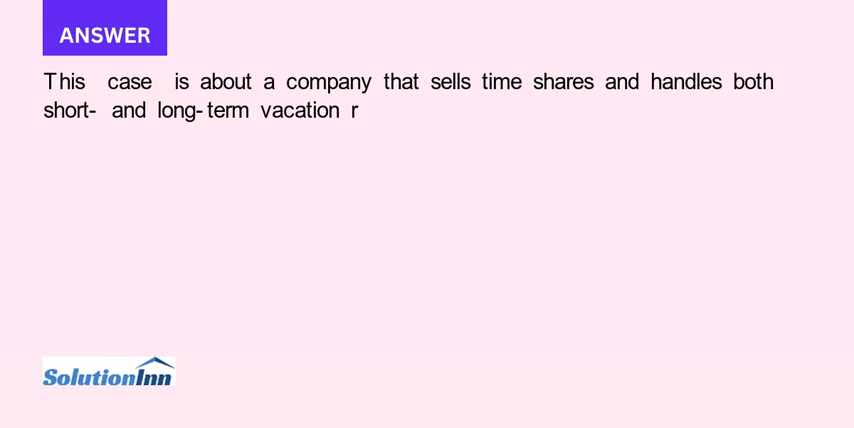 ANSWER
This case is about a company that sells time shares and handles both
short- and long-term vacation r
SolutionInn